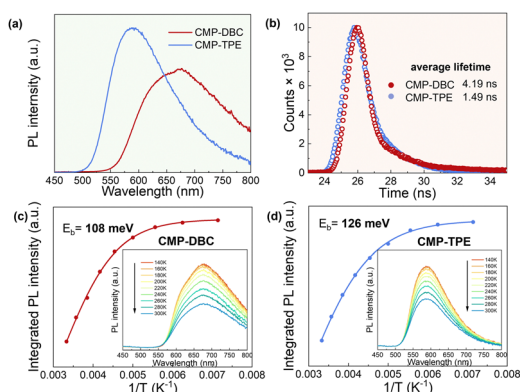 (a)
PL intensity (a.u.)
CMP-DBC
CMP-TPE
450 500 550 600 650 700 750 800
Wavelength (nm)
(b)
Counts × 10³
10
8
6
4
2
0
average lifetime
CMP-DBC 4.19 ns
CMP-TPE 1.49 ns
24 26 28 30 32 34
Time (ns)
(c)
Integrated PL intensity (a.u.)
E_b= 108 meV
CMP-DBC
PL intensity (a.u.)
140K
160K
200K
220K
240K
260K
280K
300K
450 500 550 600 650 700 750 800
Wavelength (nm)
0.003 0.004 0.005 0.006 0.007 0.008
1/T (K⁻¹)
(d)
Integrated PL intensity (a.u.)
E_b= 126 meV
CMP-TPE
PL intensity (a.u.)
140K
160K
200K
220K
240K
260K
280K
300K
450 500 550 600 650 700 750 800
Wavelength (nm)
0.003 0.004 0.005 0.006 0.007 0.008
1/T (K⁻¹)